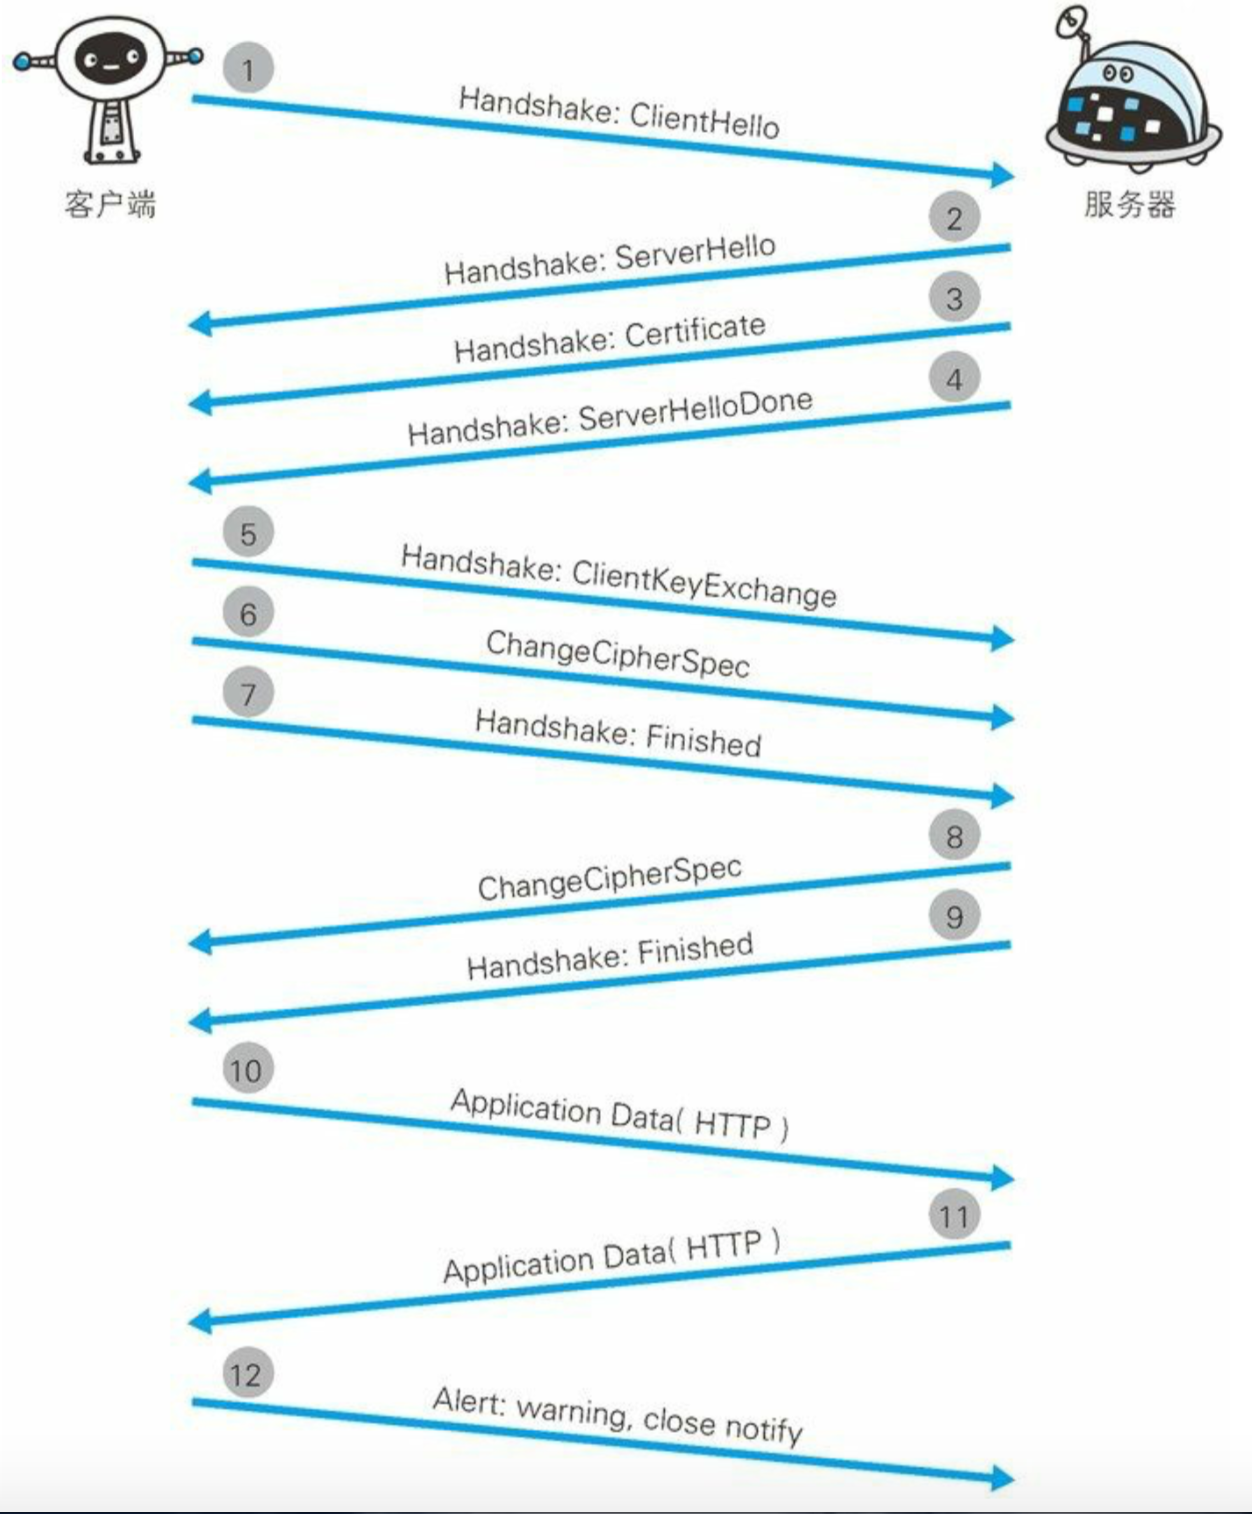 1
Handshake: ClientHello
客户端
服务器
2
Handshake: ServerHello
3
Handshake: Certificate
4
Handshake: ServerHelloDone
5
Handshake: ClientKeyExchange
6
ChangeCipherSpec
7
Handshake: Finished
8
ChangeCipherSpec
9
Handshake: Finished
10
Application Data( HTTP )
11
Application Data( HTTP )
12
Alert: warning, close notify